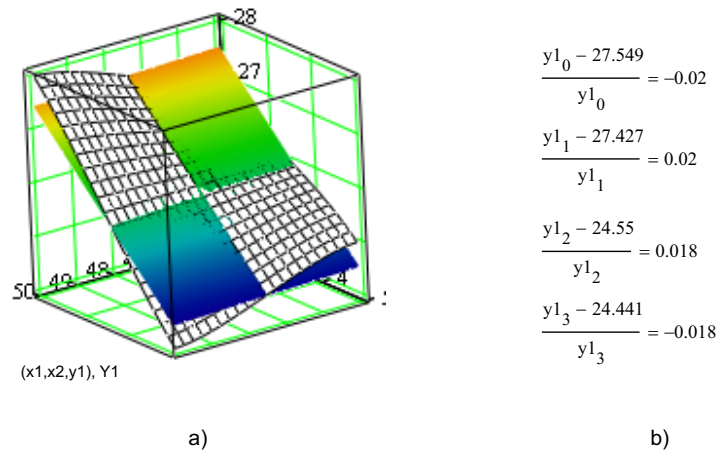 28
27
50 49 48
4
(x1,x2,y1), Y1
a)
y1_0 − 27.549 / y1_0 = −0.02
y1_1 − 27.427 / y1_1 = 0.02
y1_2 − 24.55 / y1_2 = 0.018
y1_3 − 24.441 / y1_3 = −0.018
b)